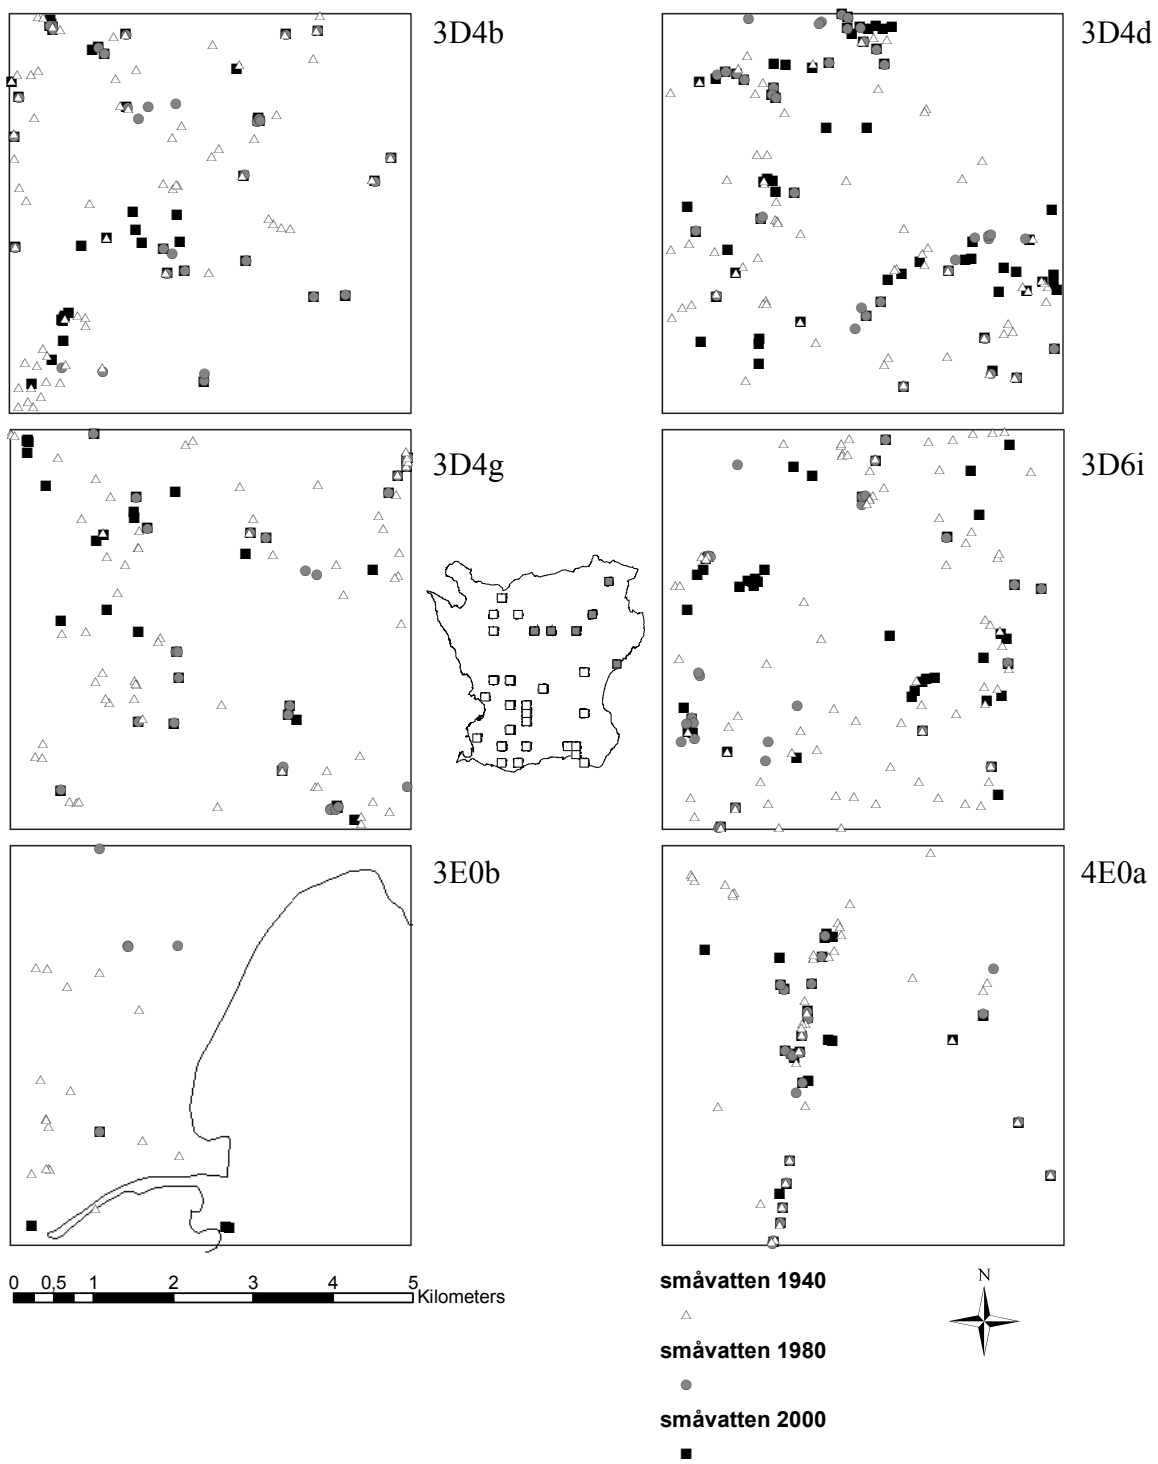 3D4b
3D4d
3D4g
3D6i
3E0b
4E0a
0 0,5 1 2 3 4 5
Kilometers
småvatten 1940
småvatten 1980
småvatten 2000
N